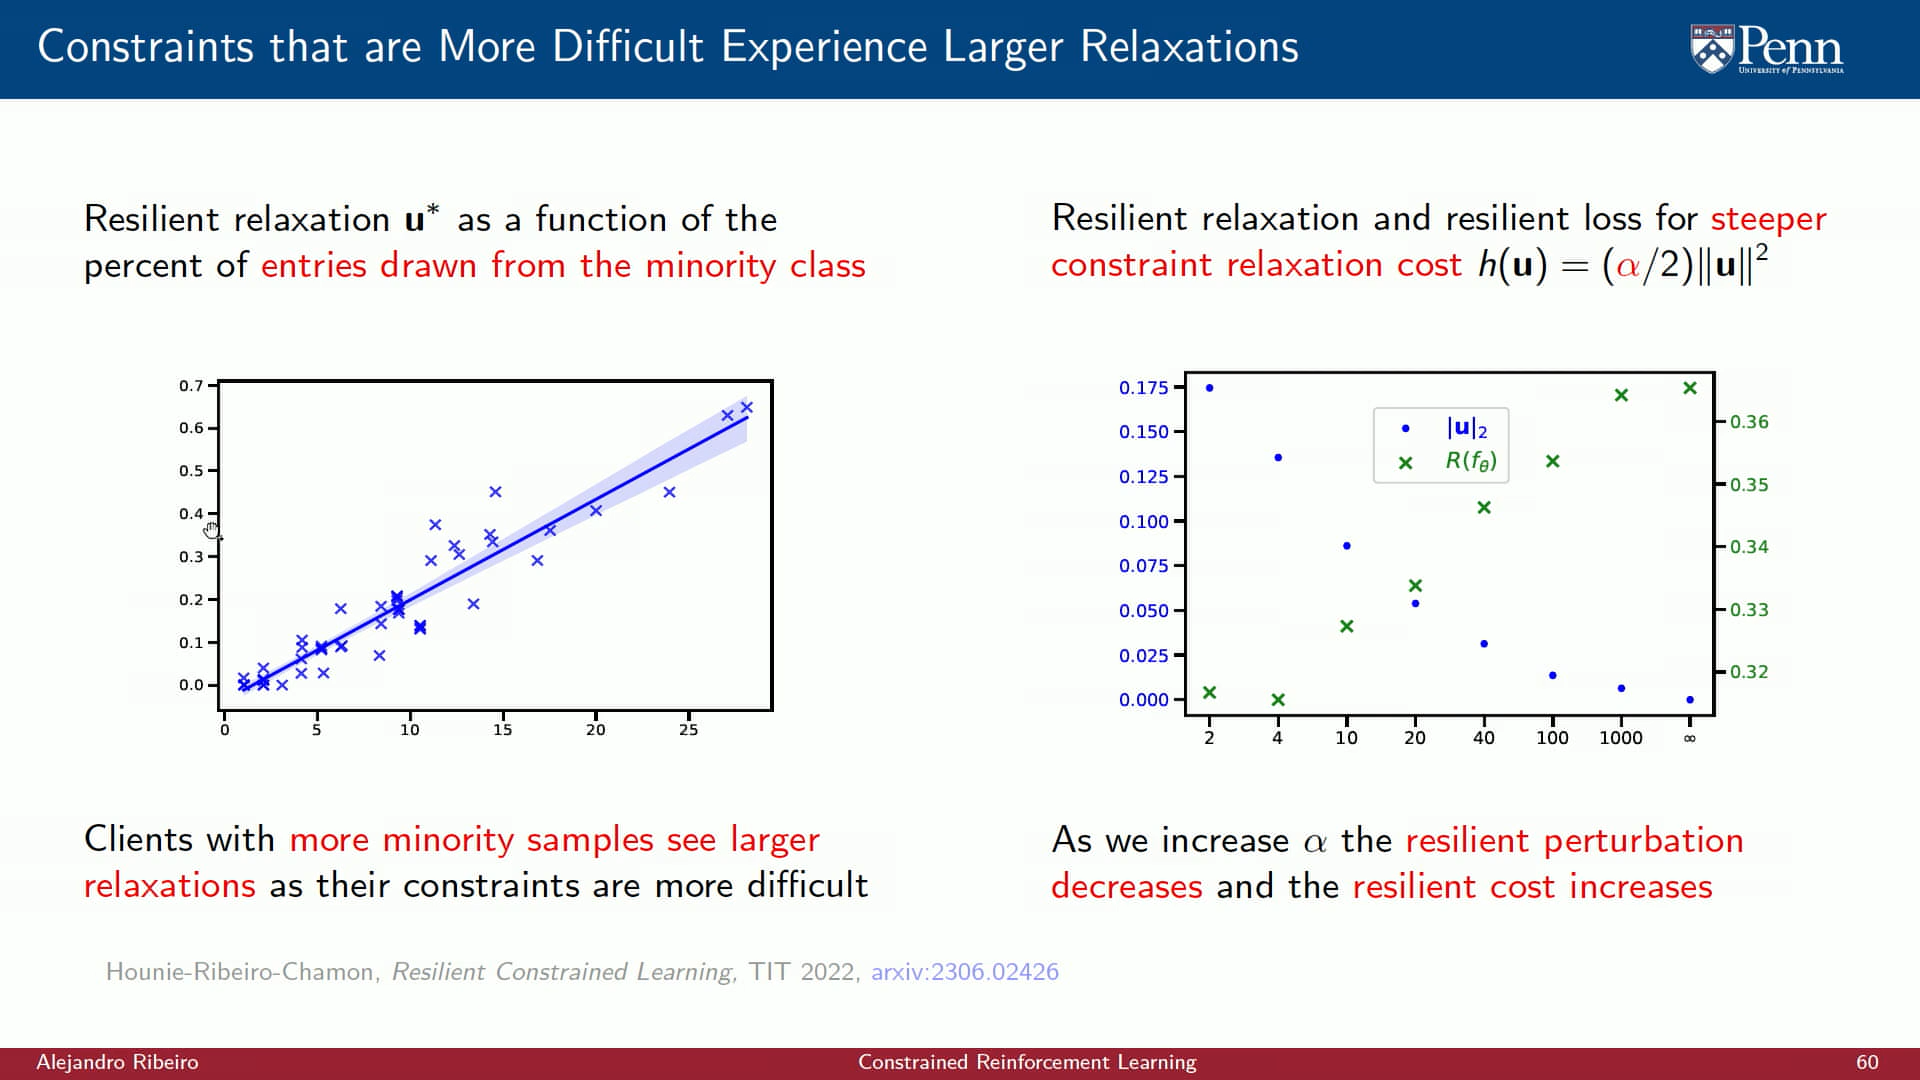 Constraints that are More Difficult Experience Larger Relaxations
Penn
University of Pennsylvania
Resilient relaxation u* as a function of the
percent of entries drawn from the minority class
0.7
0.6
0.5
0.4
0.3
0.2
0.1
0.0
0 5 10 15 20 25
Clients with more minority samples see larger
relaxations as their constraints are more difficult
Resilient relaxation and resilient loss for steeper
constraint relaxation cost h(u) = (α/2)‖u‖²
0.175
0.150
0.125
0.100
0.075
0.050
0.025
0.000
|u|₂
R(f_θ)
0.36
0.35
0.34
0.33
0.32
2 4 10 20 40 100 1000 ∞
As we increase α the resilient perturbation
decreases and the resilient cost increases
Hounie-Ribeiro-Chamon, Resilient Constrained Learning, TIT 2022, arxiv:2306.02426
Alejandro Ribeiro
Constrained Reinforcement Learning
60